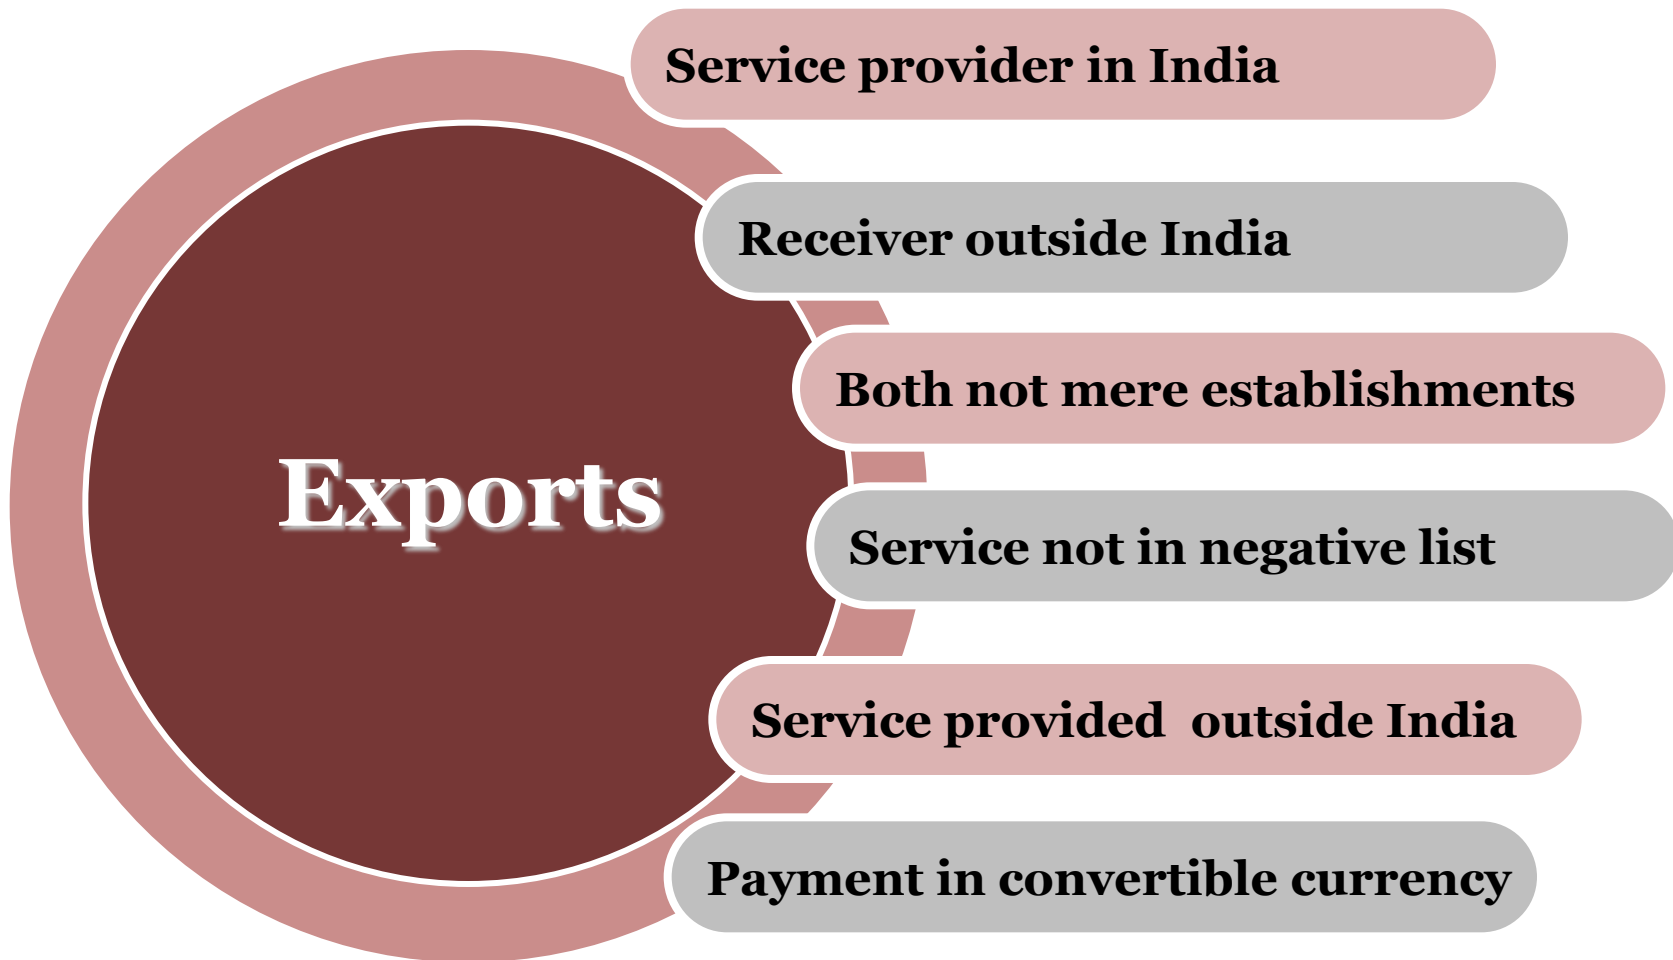 Service provider in India
Receiver outside India
Both not mere establishments
Exports
Service not in negative list
Service provided  outside India
Payment in convertible currency